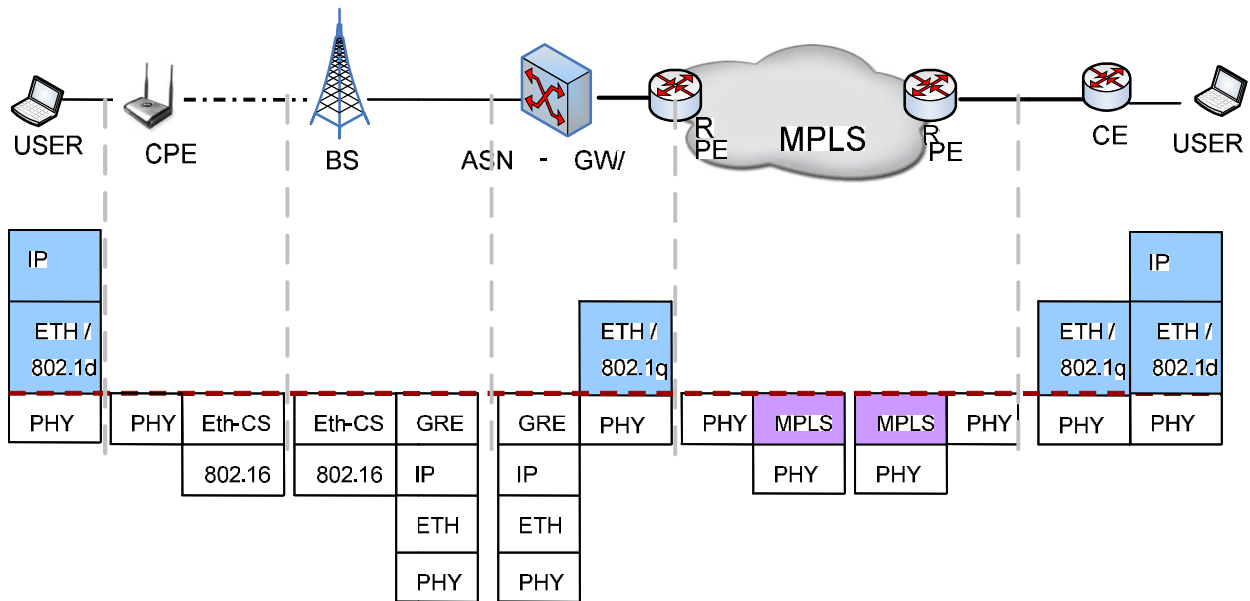 USER
CPE
BS
ASN - GW/
R
PE
MPLS
R
PE
CE
USER
IP
ETH /
802.1d
PHY
PHY
Eth-CS
802.16
Eth-CS
802.16
GRE
IP
ETH
PHY
GRE
IP
ETH
PHY
ETH /
802.1q
PHY
PHY
MPLS
PHY
MPLS
PHY
PHY
ETH /
802.1q
PHY
IP
ETH /
802.1d
PHY